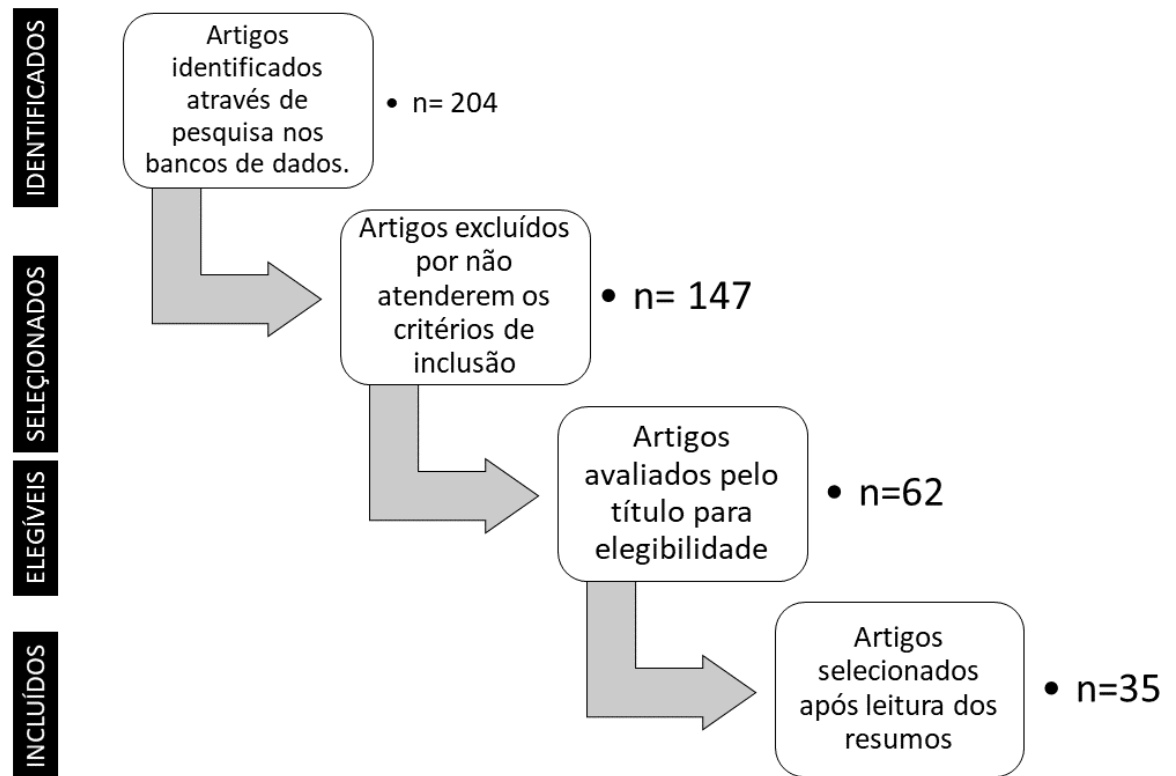 IDENTIFICADOS
Artigos
identificados
através de
pesquisa nos
bancos de dados.
• n= 204
SELEÇIONADOS
Artigos excluídos
por não
atenderem os
critérios de
inclusão
• n= 147
ELEGÍVEIS
Artigos
avaliados pelo
título para
elegibilidade
• n=62
INCLUÍDOS
Artigos
selecionados
após leitura dos
resumos
• n=35